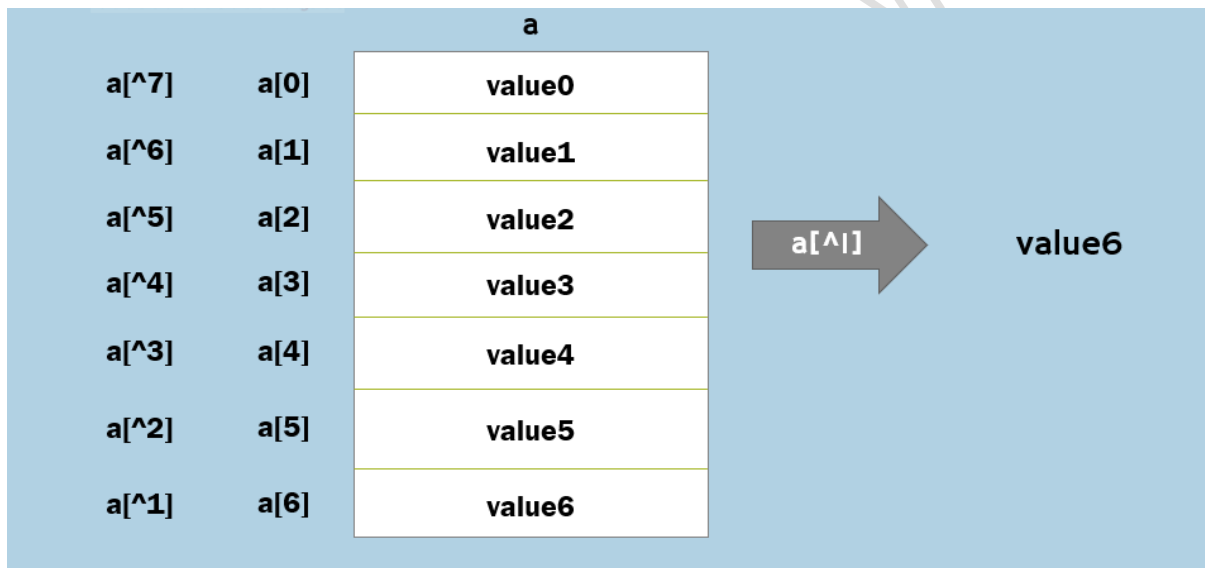 a
a[^7] a[0] value0
a[^6] a[1] value1
a[^5] a[2] value2
a[^l] value6
a[^4] a[3] value3
a[^3] a[4] value4
a[^2] a[5] value5
a[^1] a[6] value6